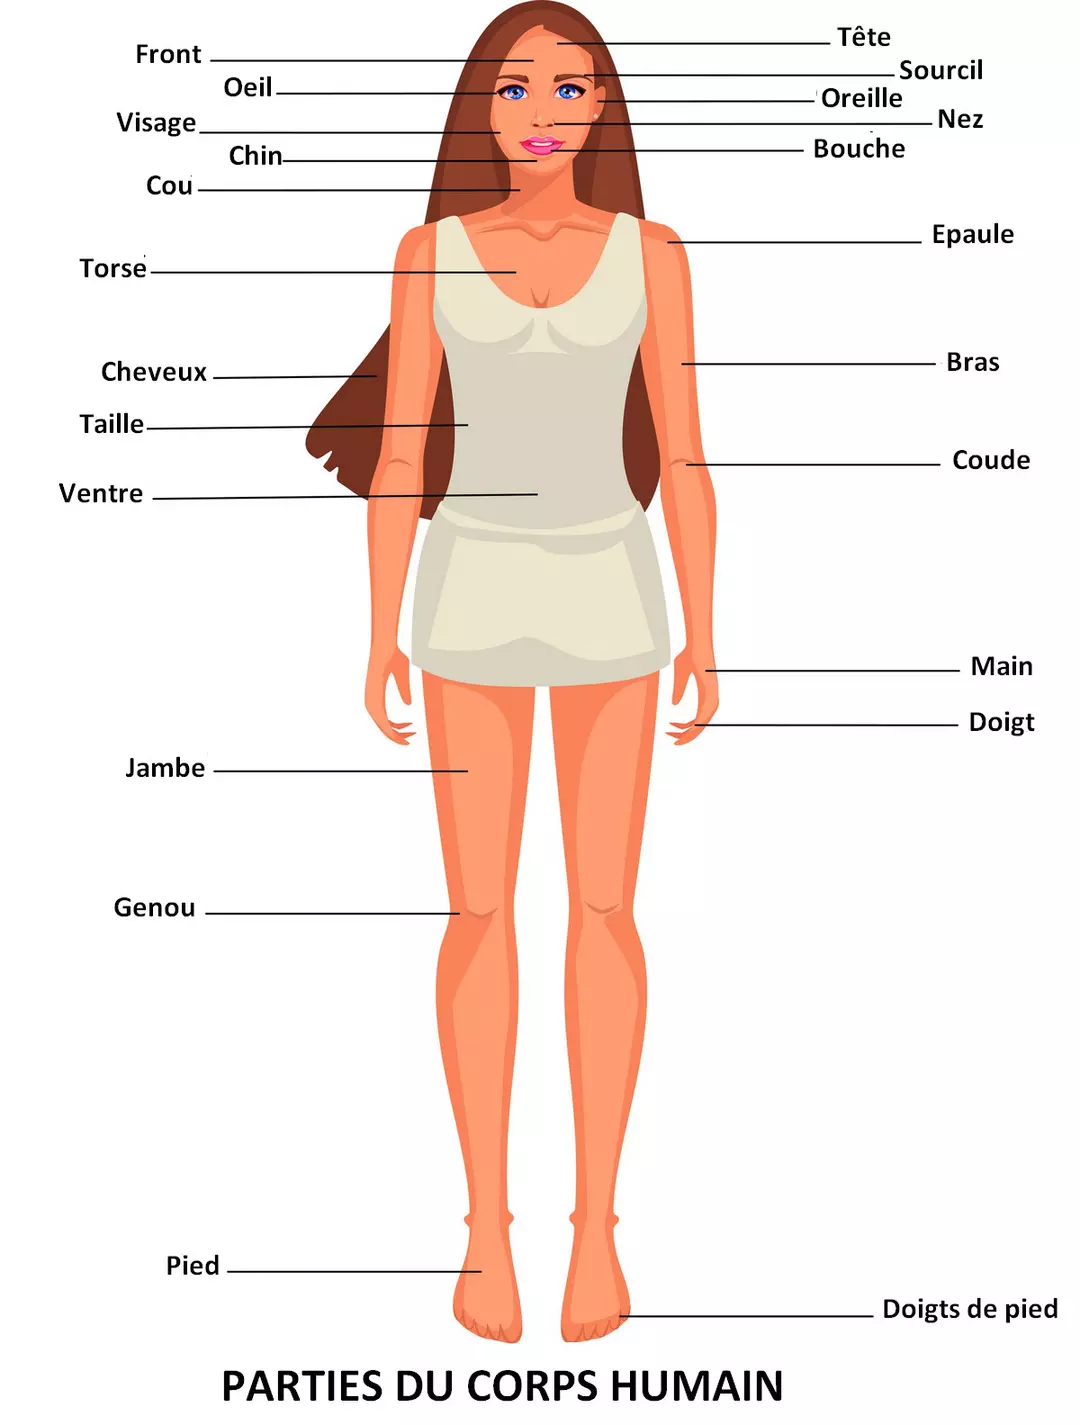 Front
Tête
Oeil
Sourcil
Oreille
Visage
Nez
Chin
Bouche
Cou
Epaule
Torse
Cheveux
Bras
Taille
Coude
Ventre
Main
Doigt
Jambe
Genou
Pied
Doigts de pied
PARTIES DU CORPS HUMAIN